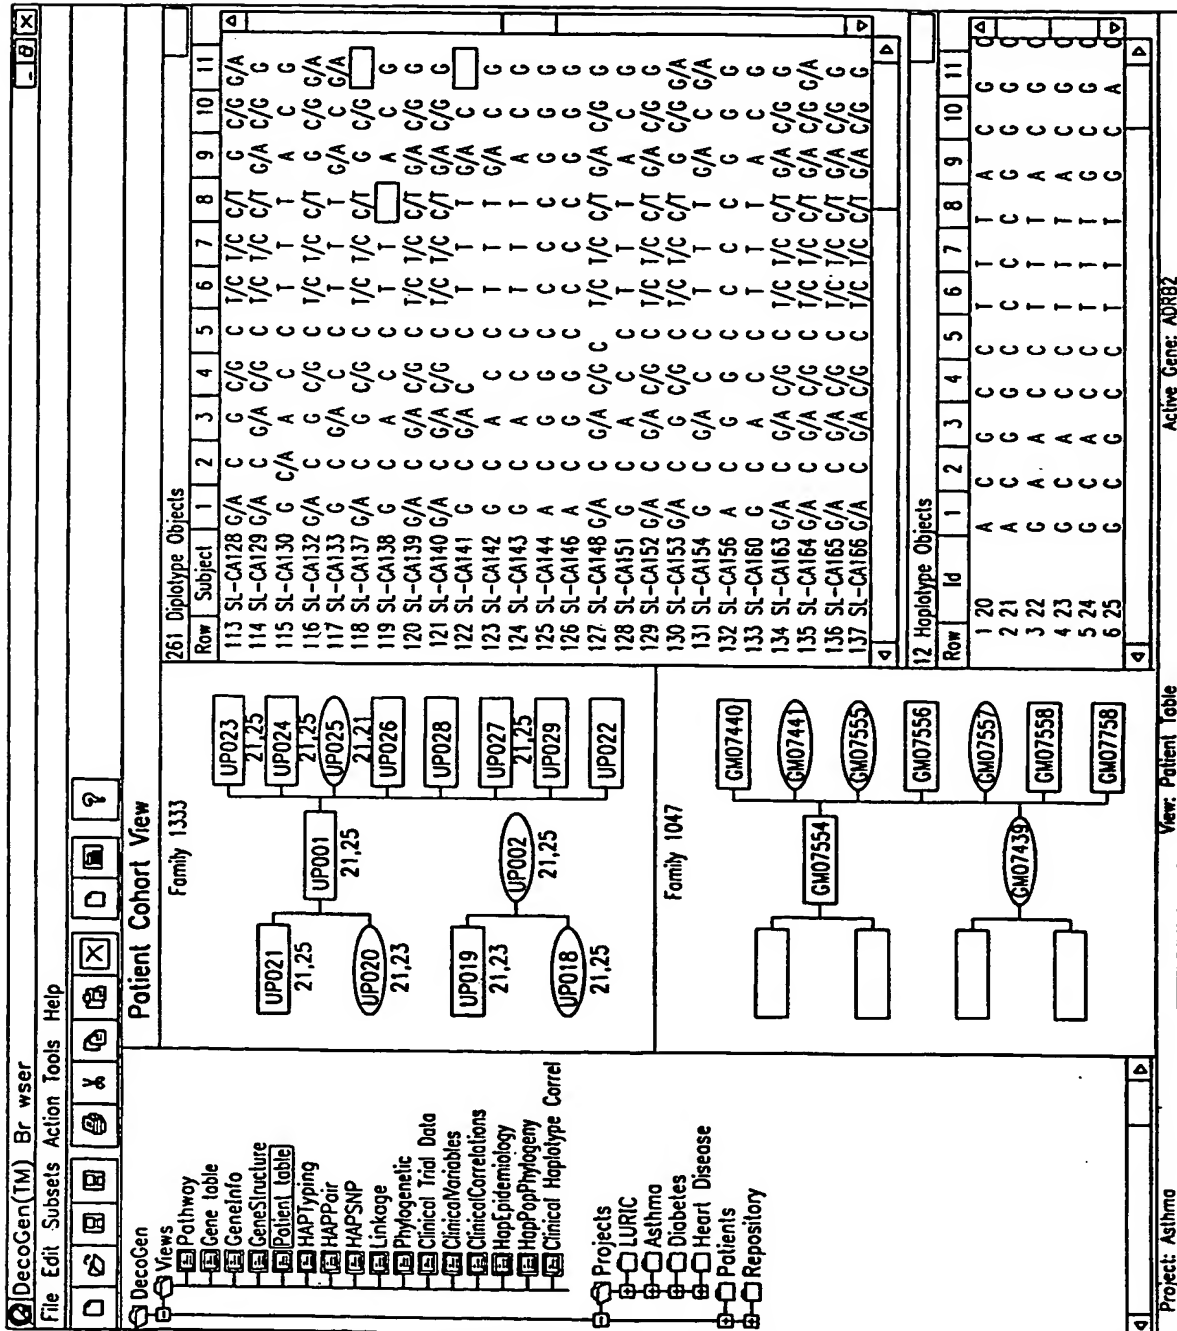 DecoGen(TM) Br wser
File Edit Subsets Action Tools Help
DecoGen
Views
Pathway
Gene table
GeneInfo
GeneStructure
Patient table
HAPTyping
HAPPair
HAPSNP
Linkage
Phylogenetic
Clinical Trial Data
ClinicalVariables
ClinicalCorrelations
HapEpidemiology
HapPopPhylogeny
Clinical Haplotype Correl
Projects
LURIC
Asthma
Diabetes
Heart Disease
Patients
Repository
Patient Cohort View
Family 1333
UP021
21,25
UP020
21,23
UP019
21,23
UP018
21,25
UP001
21,25
UP002
21,25
UP023
21,25
UP024
21,25
UP025
21,21
UP026
UP028
UP027
21,25
UP029
UP022
Family 1047
GM07554
GM07439
GM07440
GM07441
GM07555
GM07556
GM07557
GM07558
GM07758
261 Diplotype Objects
Row Subject 1 2 3 4 5 6 7 8 9 10 11
113 SL-CA128 G/A C G C/G C T/C T/C C/T G C/G G/A
114 SL-CA129 G/A C G/A C/G C T/C T/C C/T G/A C/G G
115 SL-CA130 G C/A A C C T T T A C G
116 SL-CA132 G/A C G C/G C T/C T/C C/T G C/G G/A
117 SL-CA133 G C G/A C C T T T G/A C G/A
118 SL-CA137 G/A C G C/G C T/C T/C C/T G C/G
119 SL-CA138 G C A C C T T A C G
120 SL-CA139 G/A C G/A C/G C T/C T/C C/T G/A C/G G
121 SL-CA140 G/A C G/A C/G C T/C T/C C/T G/A C/G G
122 SL-CA141 G C G/A C C T T T G/A C
123 SL-CA142 G C A C C T T T G/A C G
124 SL-CA143 G C A C C T T T A C G
125 SL-CA144 A C G G C C C C G G G
126 SL-CA146 A C G G C C C C G G G
127 SL-CA148 G/A C G/A C/G C T/C T/C C/T G/A C/G G
128 SL-CA151 G C A C C T T T A C G
129 SL-CA152 G/A C G/A C/G C T/C T/C C/T G/A C/G G
130 SL-CA153 G/A C G C/G C T/C T/C C/T G C/G G/A
131 SL-CA154 G C G/A C C T T T G/A C G/A
132 SL-CA156 A C G G C C C C G G G
133 SL-CA160 G C A C C T T T A C G
134 SL-CA163 G/A C G/A C/G C T/C T/C C/T G/A C/G G
135 SL-CA164 G/A C G/A C/G C T/C T/C C/T G/A C/G G/A
136 SL-CA165 G/A C G/A C/G C T/C T/C C/T G/A C/G G
137 SL-CA166 G/A C G/A C/G C T/C T/C C/T G/A C/G G
12 Haplotype Objects
Row Id 1 2 3 4 5 6 7 8 9 10 11
1 20 A C G C C T T T A C G
2 21 A C G G C C C C G G G
3 22 G A A C C T T T A C G
4 23 G C A C C T T T A C G
5 24 G C A C C T T T G G G
6 25 G C G C C T T T G C A
Project: Asthma View: Patient Table Active Gene: ADRB2